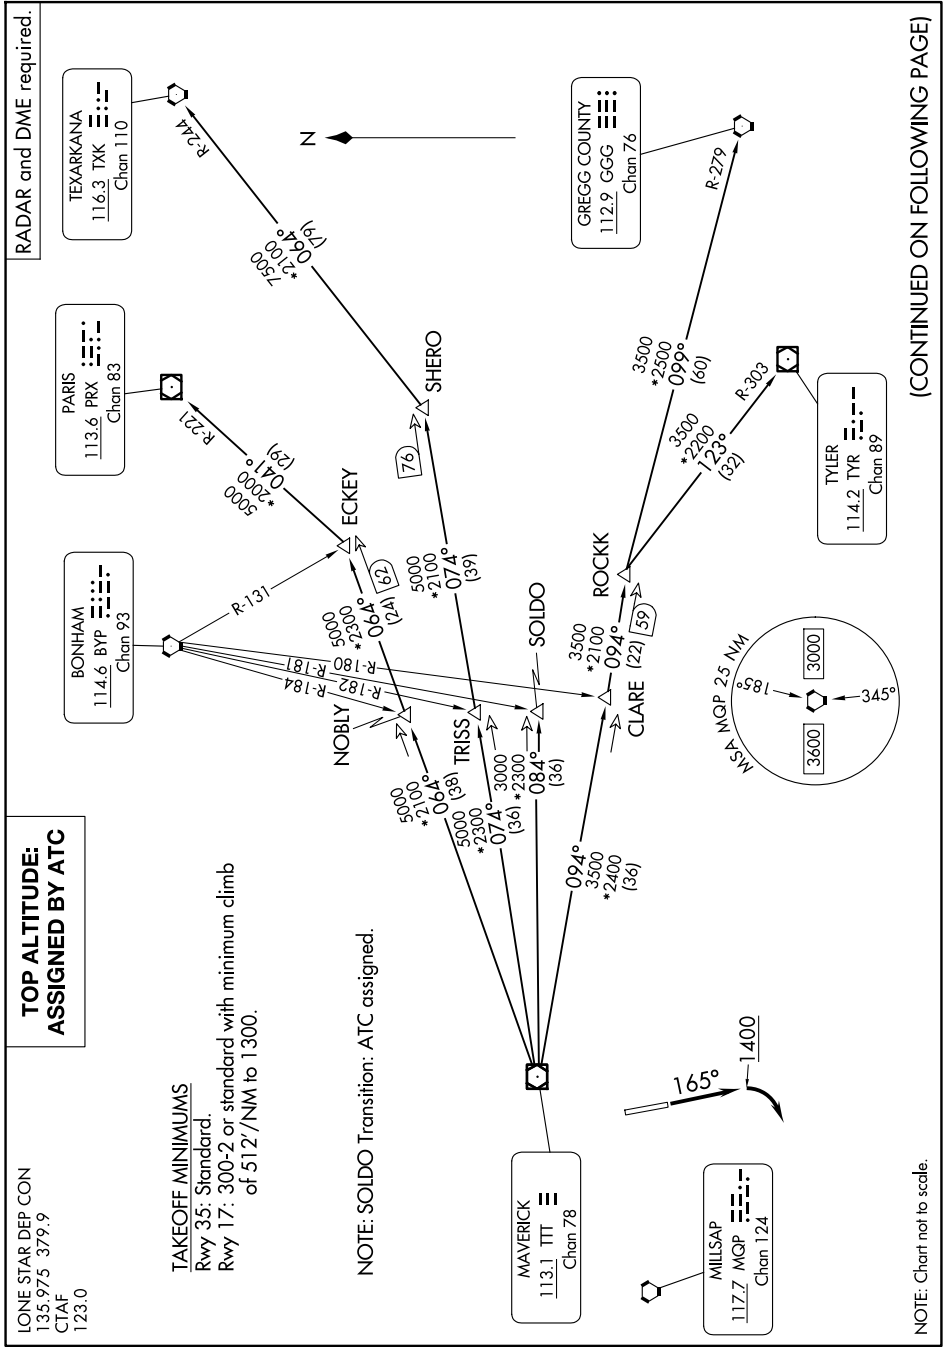 RADAR and DME required.
LONE STAR DEP CON
135.975 379.9
CTAF
123.0
TOP ALTITUDE:
ASSIGNED BY ATC
BONHAM
114.6 BYP
Chan 93
PARIS
113.6 PRX
Chan 83
TEXARKANA
116.3 TXK
Chan 110
TAKEOFF MINIMUMS
Rwy 35: Standard.
Rwy 17: 300-2 or standard with minimum climb
of 512'/NM to 1300.
NOTE: SOLDO Transition: ATC assigned.
R-244
R-221
R-131
R-184
R-182
R-181
R-180
N
7500
*2100
064°
(79)
5000
*2000
041°
(29)
ECKEY
62
5000
*2300
064°
(24)
NOBLY
5000
*2100
064°
(38)
SHERO
76
5000
*2100
074°
(39)
TRISS
5000
*2300
074°
(36)
SOLDO
3000
*2300
084°
(36)
CLARE
094°
3500
*2400
(36)
ROCKK
59
3500
*2100
094°
(22)
3500
*2500
099°
(60)
R-279
3500
*2200
123°
(32)
R-303
GREGG COUNTY
112.9 GGG
Chan 76
TYLER
114.2 TYR
Chan 89
MAVERICK
113.1 TTT
Chan 78
165°
1400
MILLSAP
117.7 MQP
Chan 124
MSA MQP 25 NM
185°
3600
3000
345°
NOTE: Chart not to scale.
(CONTINUED ON FOLLOWING PAGE)